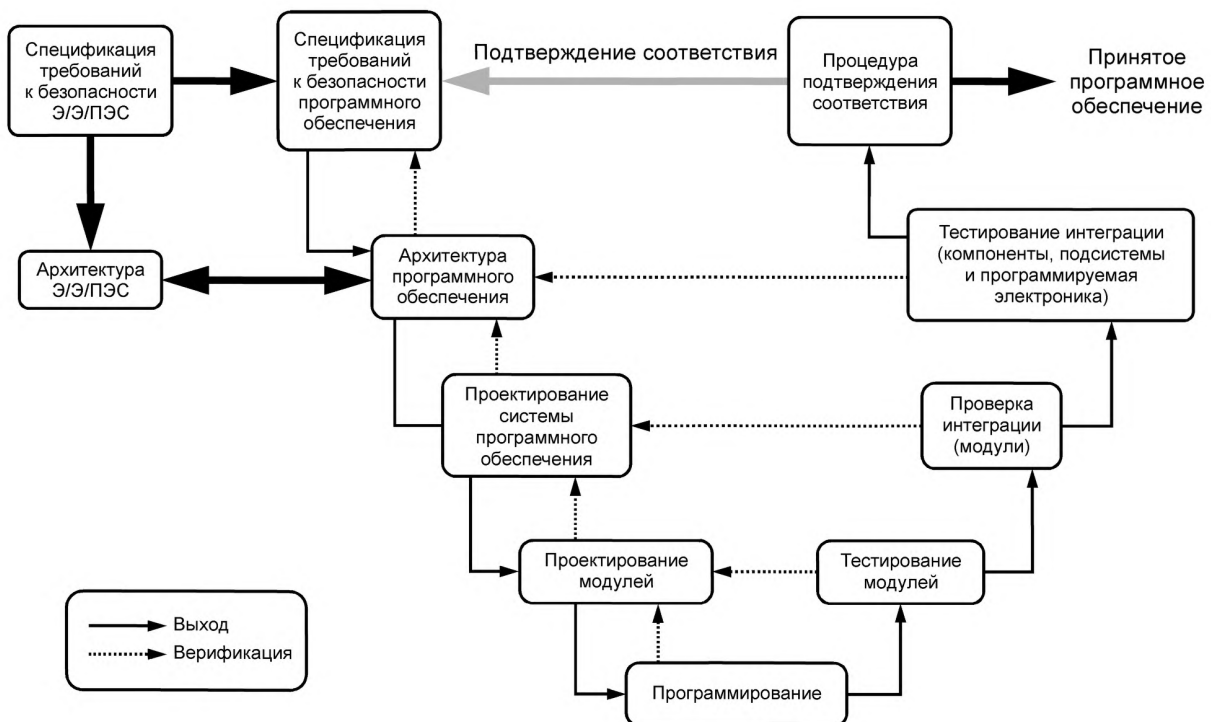 Спецификация
требований
к безопасности
Э/Э/ПЭС
Спецификация
требований
к безопасности
программного
обеспечения
Подтверждение соответствия
Процедура
подтверждения
соответствия
Принятое
программное
обеспечение
Архитектура
Э/Э/ПЭС
Архитектура
программного
обеспечения
Тестирование интеграции
(компоненты, подсистемы
и программируемая
электроника)
Проектирование
системы
программного
обеспечения
Проверка
интеграции
(модули)
Проектирование
модулей
Тестирование
модулей
Выход
Верификация
Программирование